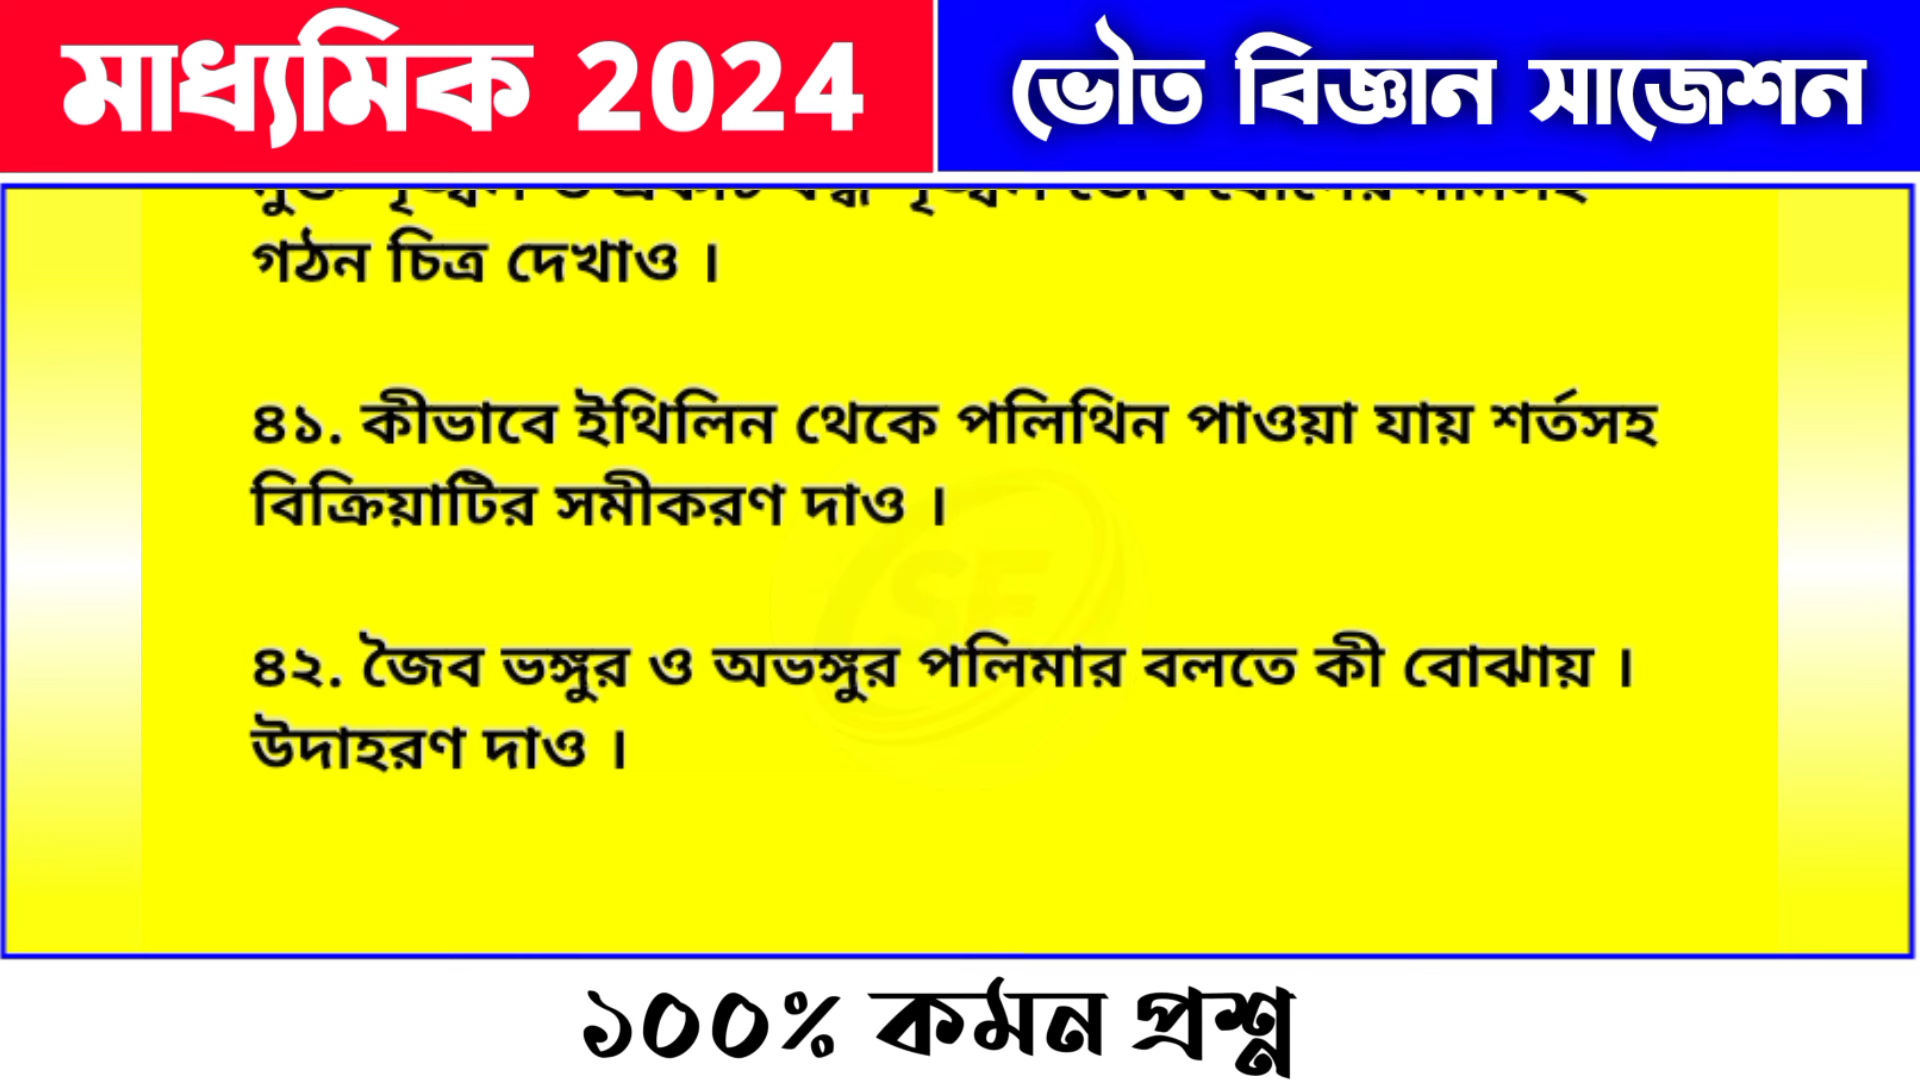 মাধ্যমিক 2024
ভৌত বিজ্ঞান সাজেশন
গঠন চিত্র দেখাও ।
৪১. কীভাবে ইথিলিন থেকে পলিথিন পাওয়া যায় শর্তসহ
বিক্রিয়াটির সমীকরণ দাও ।
৪২. জৈব ভঙ্গুর ও অভঙ্গুর পলিমার বলতে কী বোঝায় ।
উদাহরণ দাও ।
SF
১০০% কমন প্রশ্ন